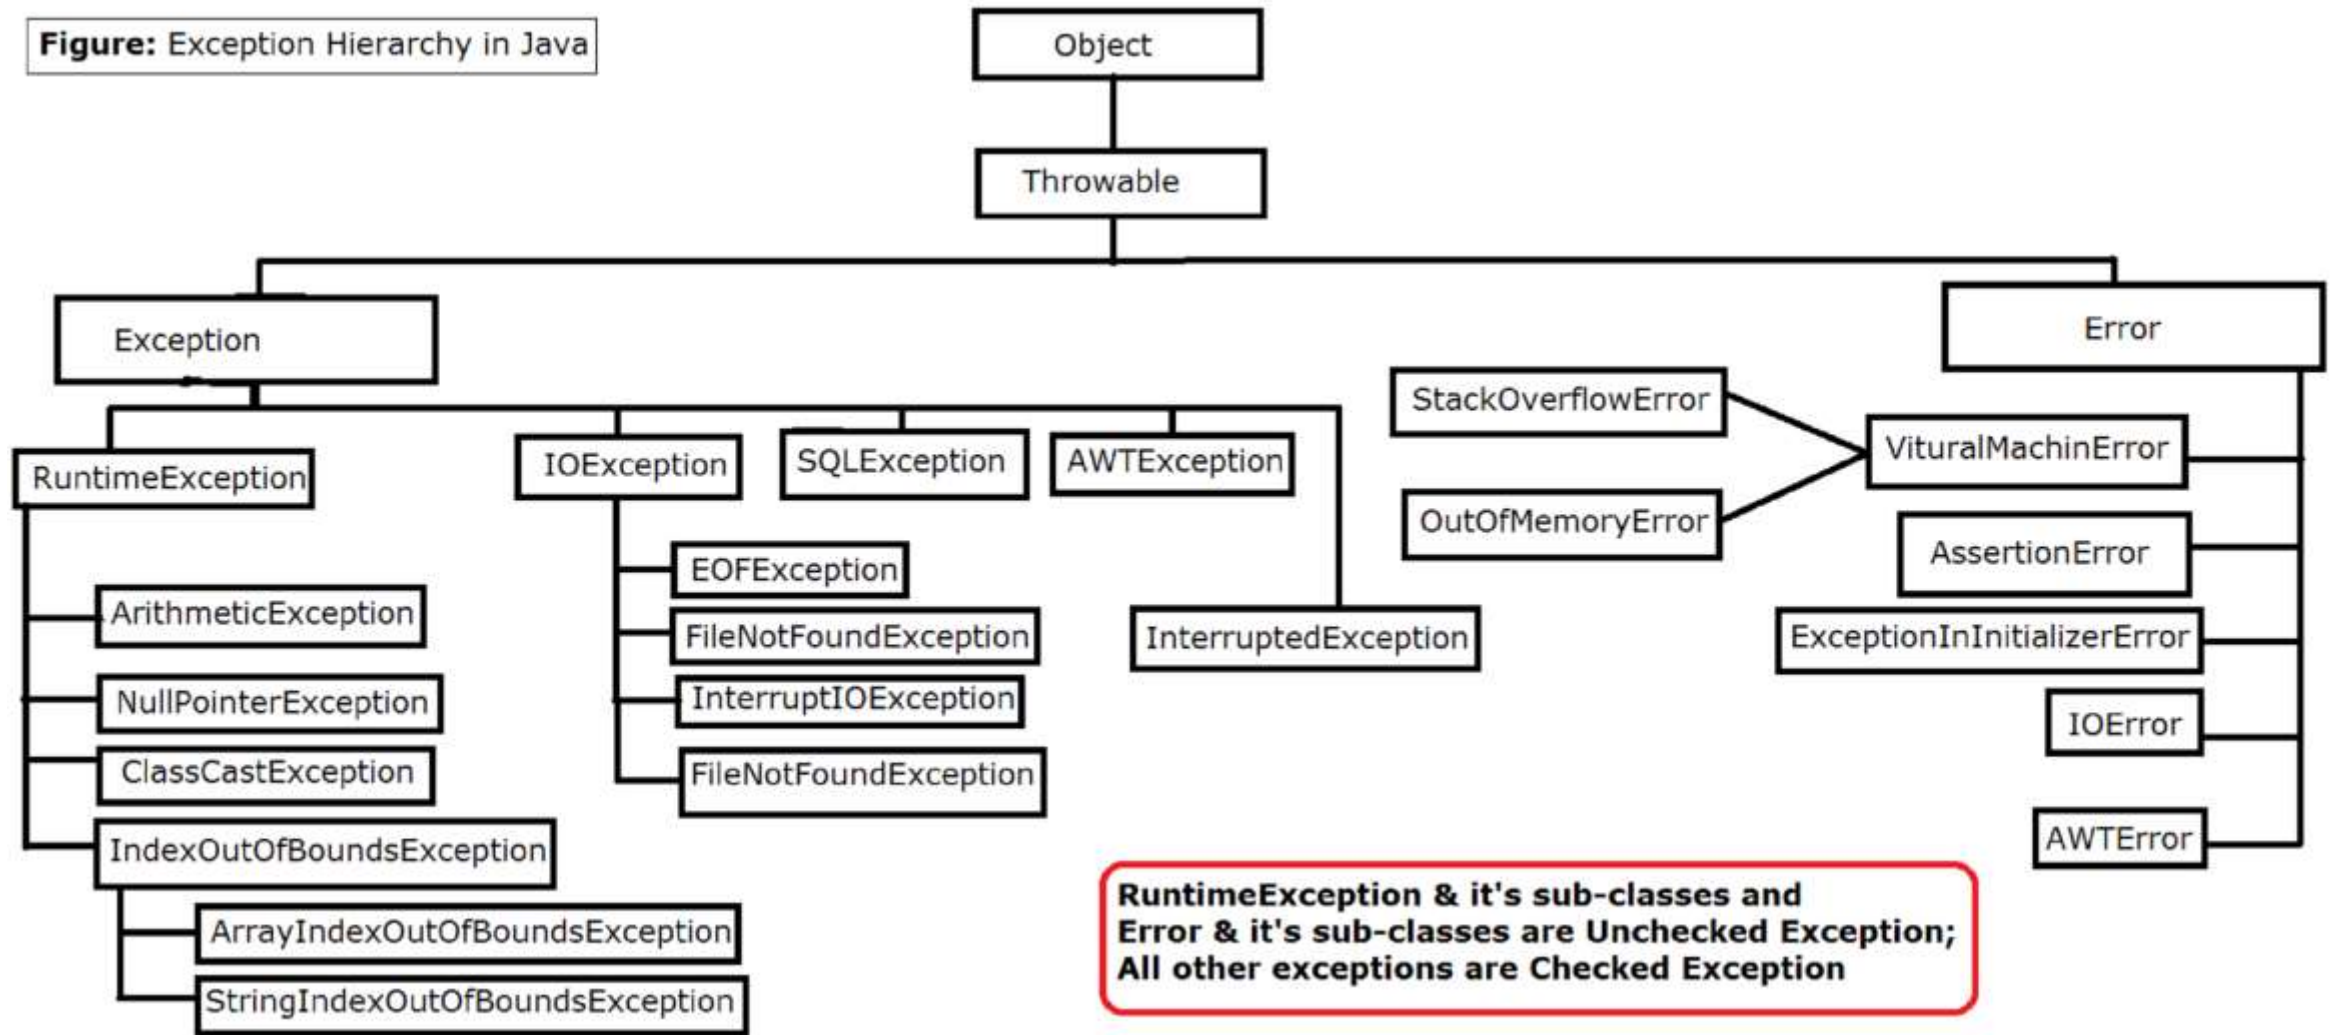 Figure: Exception Hierarchy in Java
Object
Throwable
Exception
Error
RuntimeException
IOException
SQLException
AWTException
InterruptedException
ArithmeticException
NullPointerException
ClassCastException
IndexOutOfBoundsException
ArrayIndexOutOfBoundsException
StringIndexOutOfBoundsException
EOFException
FileNotFoundException
InterruptIOException
FileNotFoundException
StackOverflowError
OutOfMemoryError
VituralMachinError
AssertionError
ExceptionInInitializerError
IOError
AWTError
RuntimeException & it's sub-classes and
Error & it's sub-classes are Unchecked Exception;
All other exceptions are Checked Exception